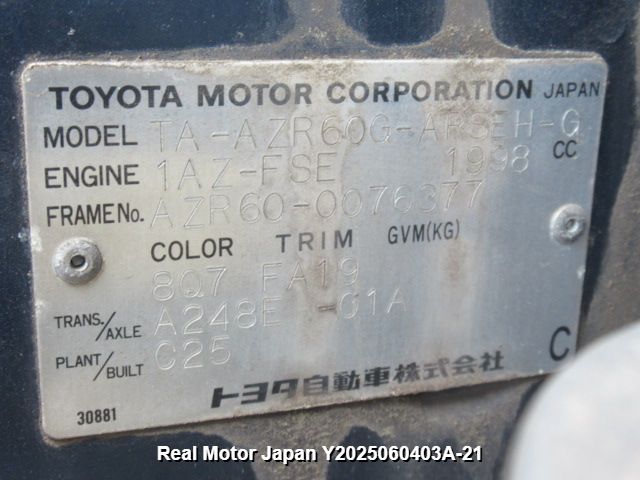 TOYOTA MOTOR CORPORATION JAPAN
MODEL TA-AZR60G-ARSEH-G
ENGINE 1AZ-FSE 1998 CC
FRAME No. AZR60-0076377
COLOR TRIM GVM(KG)
8Q7 FA19
TRANS./AXLE A248E -01A
PLANT/BUILT C25
C
トヨタ自動車株式会社
30881
Real Motor Japan Y2025060403A-21